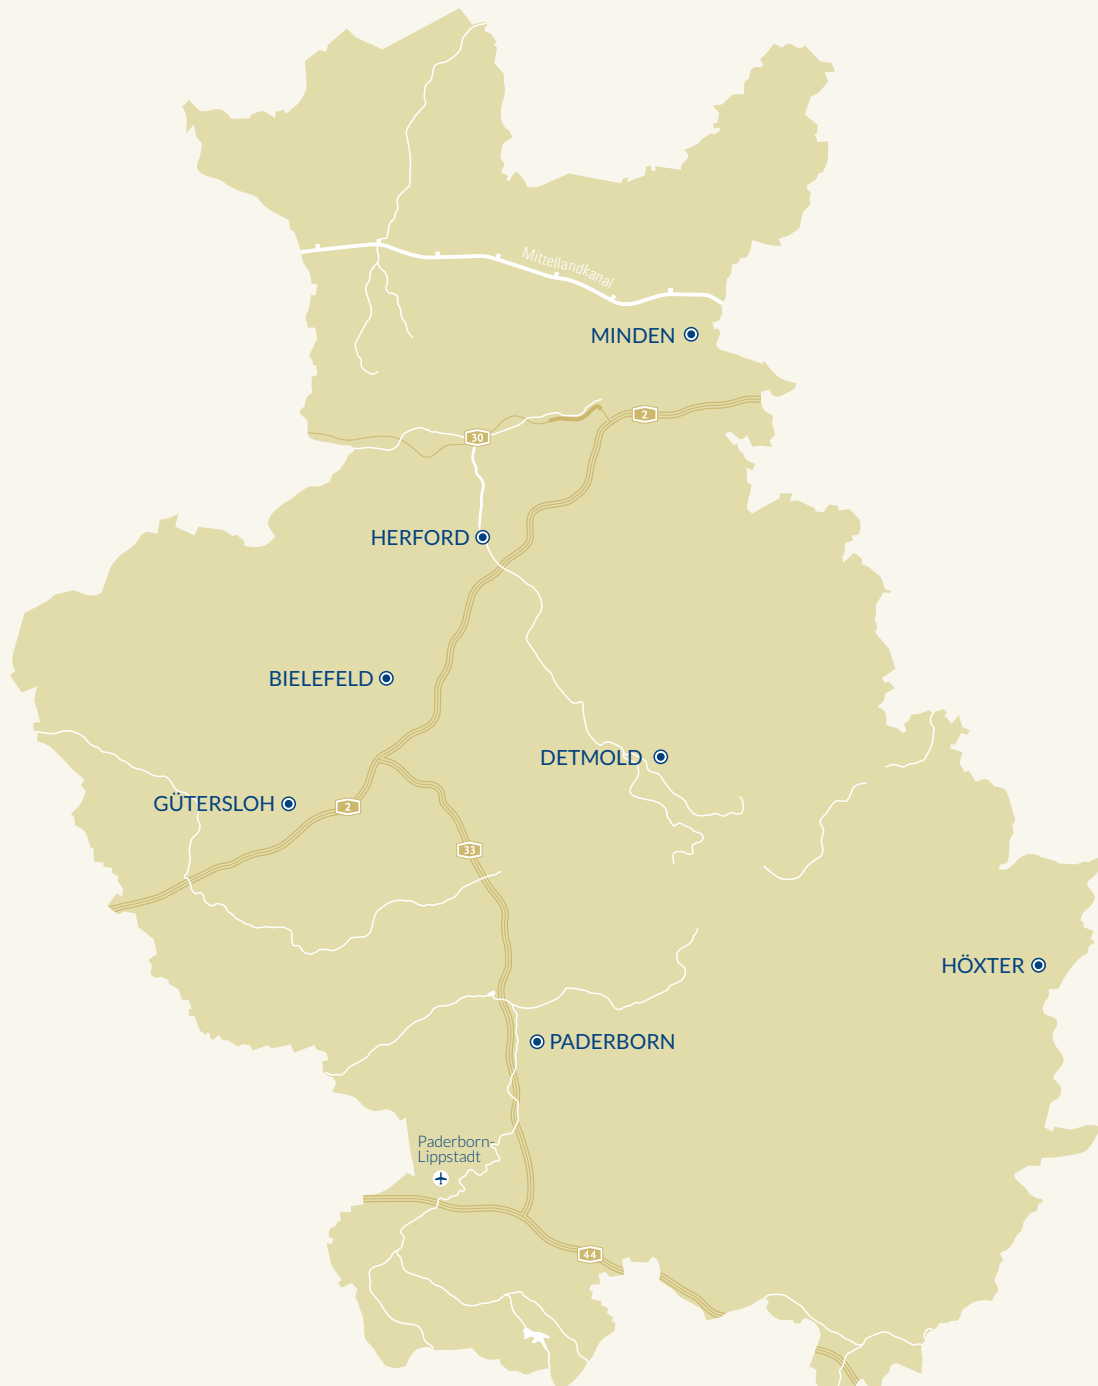 Mittellandkanal
MINDEN
2
30
HERFORD
BIELEFELD
DETMOLD
GÜTERSLOH
2
33
HÖXTER
PADERBORN
Paderborn-
Lippstadt
44